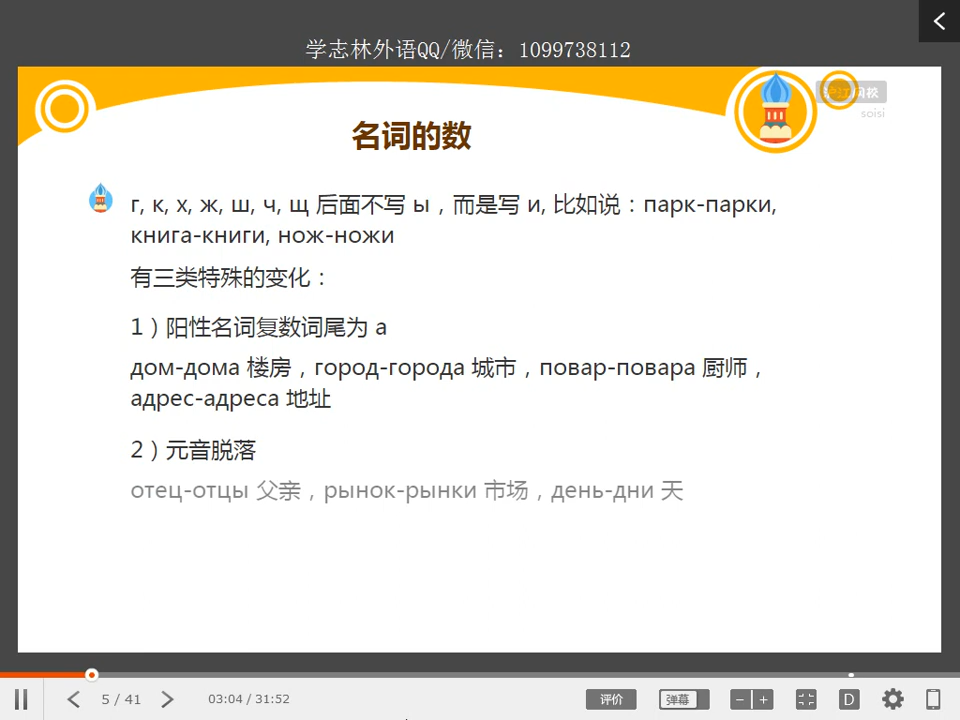 学志林外语QQ/微信：1099738112
沪江网校
soisi
名词的数
г, к, х, ж, ш, ч, щ 后面不写 ы，而是写 и, 比如说：парк-парки,
книга-книги, нож-ножи
有三类特殊的变化：
1）阳性名词复数词尾为 а
дом-дома 楼房，город-города 城市，повар-повара 厨师，
адрес-адреса 地址
2）元音脱落
отец-отцы 父亲，рынок-рынки 市场，день-дни 天
5 / 41
03:04 / 31:52
评价
弹幕
D